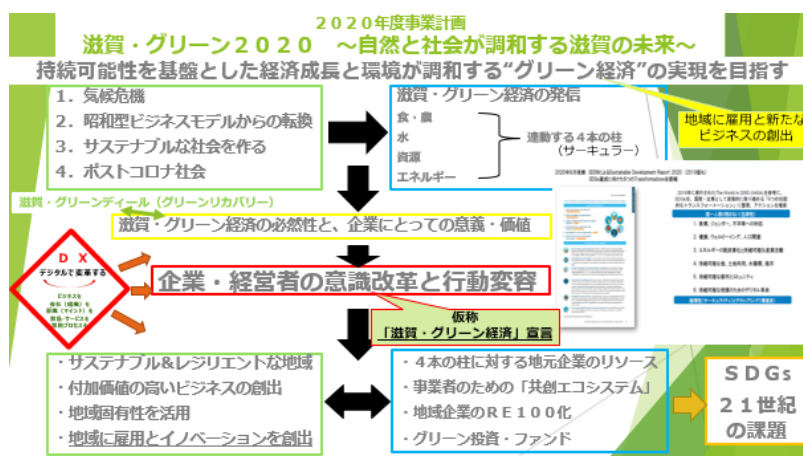 ２０２０年度事業計画
滋賀・グリーン２０２０　～自然と社会が調和する滋賀の未来～
持続可能性を基盤とした経済成長と環境が調和する“グリーン経済”の実現を目指す
１．気候危機
２．昭和型ビジネスモデルからの転換
３．サステナブルな社会を作る
４．ポストコロナ社会
滋賀・グリーン経済の発信
食・農
水
資源
エネルギー
連動する４本の柱
（サーキュラー）
地域に雇用と新たな
ビジネスの創出
滋賀・グリーンディール（グリーンリカバリー）
滋賀・グリーン経済の必然性と、企業にとっての意義・価値
ＤＸ
デジタルで変革する
ビジネスを
企業・経営者の意識改革と行動変容
仮称
「滋賀・グリーン経済」宣言
・サステナブル＆レジリエントな地域
・付加価値の高いビジネスの創出
・地域固有性を活用
・地域に雇用とイノベーションを創出
・４本の柱に対する地元企業のリソース
・事業者のための「共創エコシステム」
・地域企業のＲＥ１００化
・グリーン投資・ファンド
ＳＤＧｓ
２１世紀
の課題